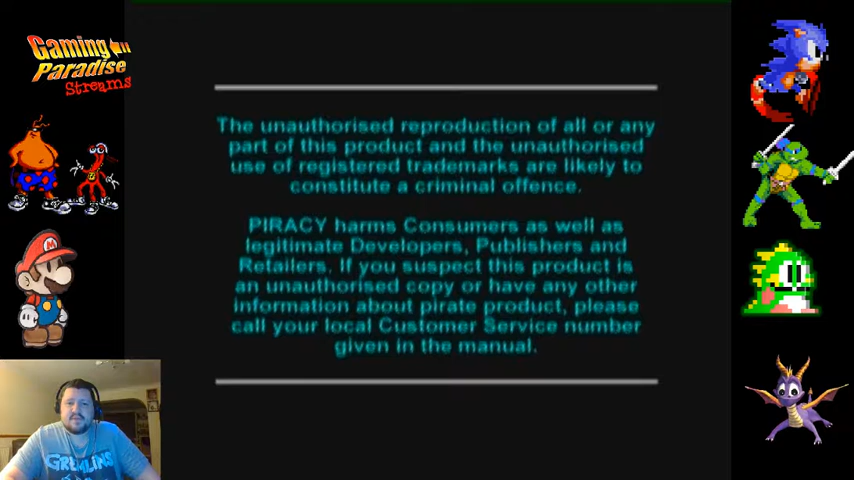 Gaming
Paradise
Streams
The unauthorised reproduction of all or any
part of this product and the unauthorised
use of registered trademarks are likely to
constitute a criminal offence.
PIRACY harms Consumers as well as
legitimate Developers, Publishers and
Retailers. If you suspect this product is
an unauthorised copy or have any other
information about pirate product, please
call your local Customer Service number
given in the manual.
GREMLINS